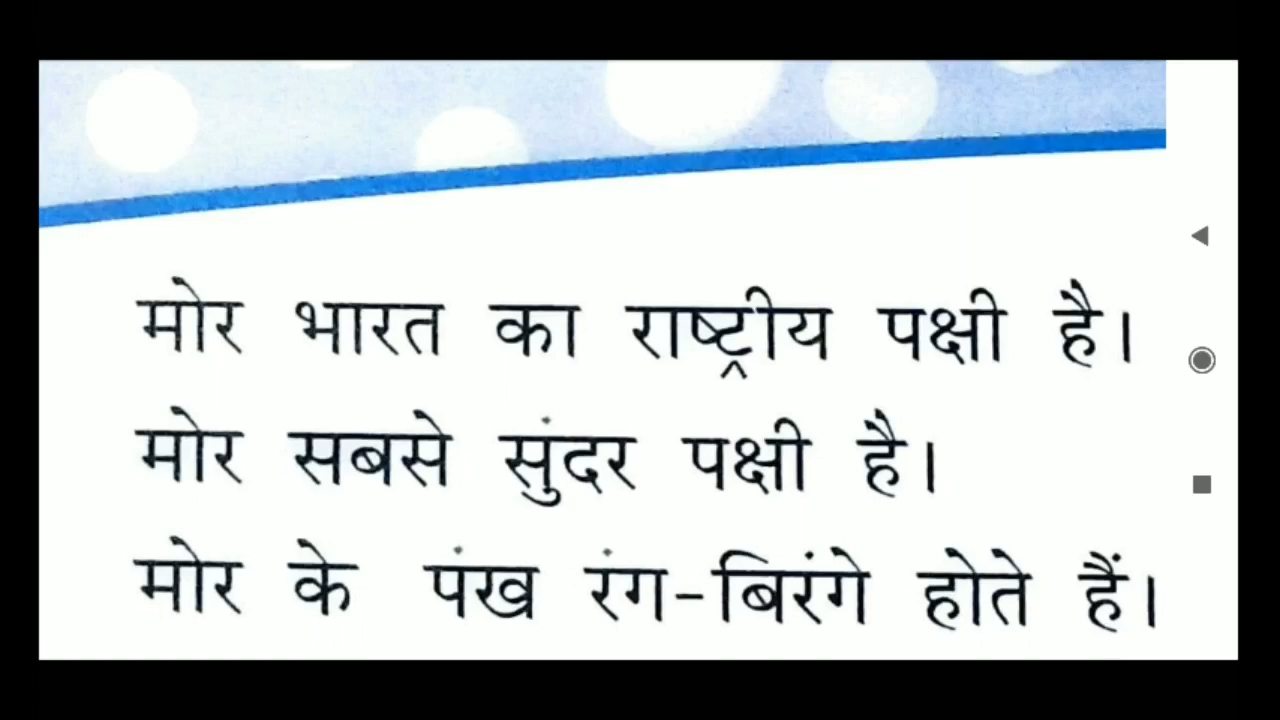 मोर भारत का राष्ट्रीय पक्षी है।
मोर सबसे सुंदर पक्षी है।
मोर के पंख रंग-बिरंगे होते हैं।